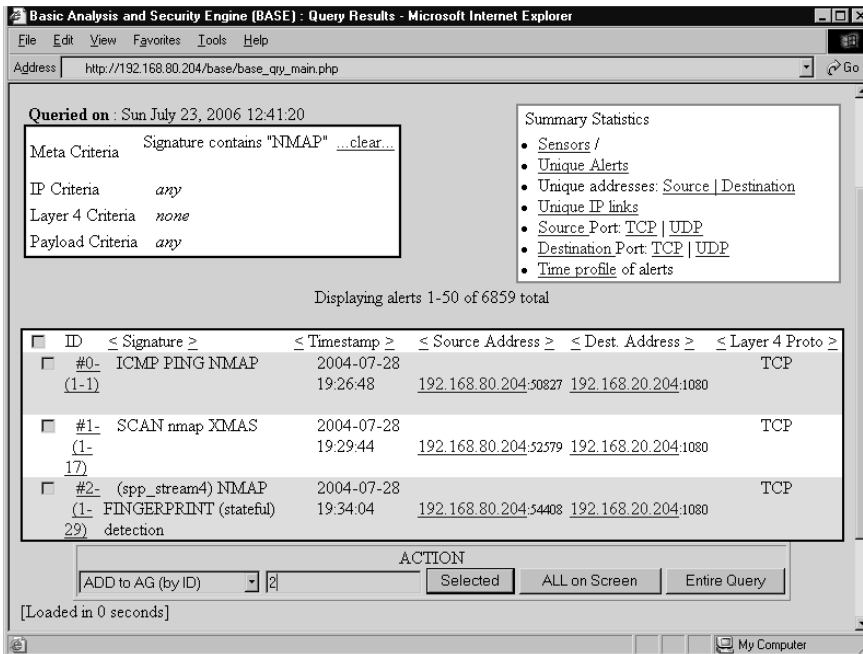 Basic Analysis and Security Engine (BASE) : Query Results - Microsoft Internet Explorer
File Edit View Favorites Tools Help
Address http://192.168.80.204/base/base_qry_main.php Go
Queried on : Sun July 23, 2006 12:41:20
Meta Criteria Signature contains "NMAP" ...clear...
IP Criteria any
Layer 4 Criteria none
Payload Criteria any
Summary Statistics
• Sensors /
• Unique Alerts
• Unique addresses: Source | Destination
• Unique IP links
• Source Port: TCP | UDP
• Destination Port: TCP | UDP
• Time profile of alerts
Displaying alerts 1-50 of 6859 total
ID < Signature > < Timestamp > < Source Address > < Dest. Address > < Layer 4 Proto >
#0- ICMP PING NMAP 2004-07-28 TCP
(1-1) 19:26:48 192.168.80.204:50827 192.168.20.204:1080
#1- SCAN nmap XMAS 2004-07-28 TCP
(1- 19:29:44 192.168.80.204:52579 192.168.20.204:1080
17)
#2- (spp_stream4) NMAP 2004-07-28 TCP
(1- FINGERPRINT (stateful) 19:34:04 192.168.80.204:54408 192.168.20.204:1080
29) detection
ACTION
ADD to AG (by ID) 2 Selected ALL on Screen Entire Query
[Loaded in 0 seconds]
My Computer